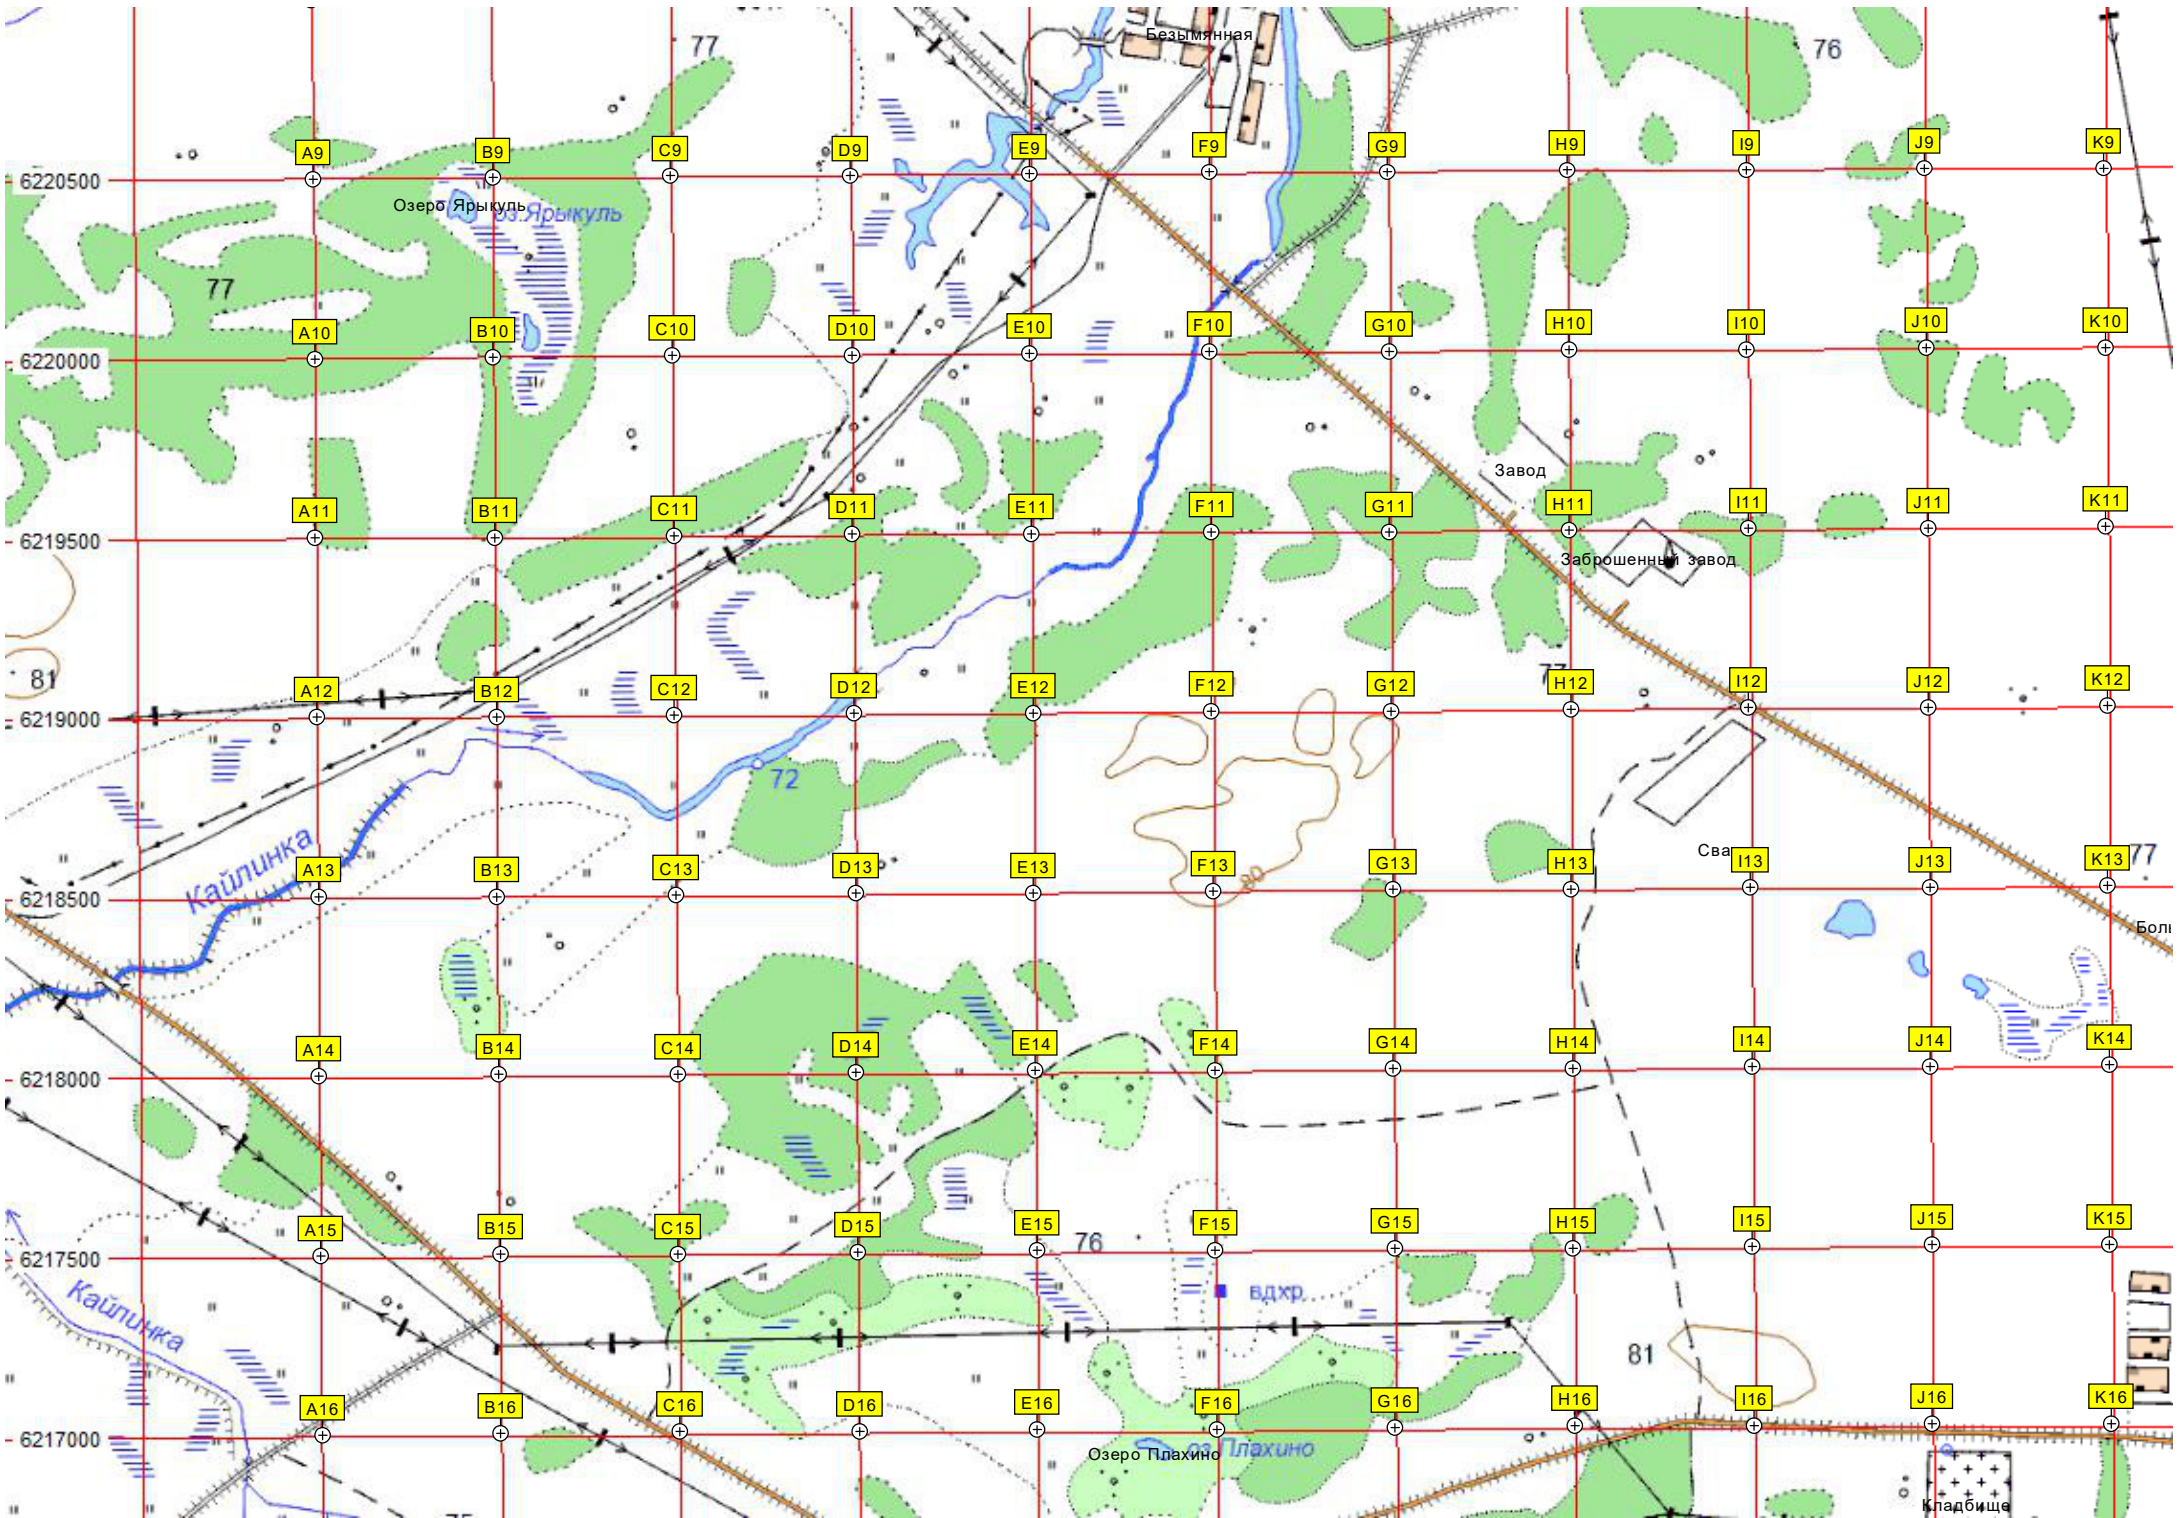 Безымянная
77
76
A9 B9 C9 D9 E9 F9 G9 H9 I9 J9 K9
6220500
Озеро Ярыкуль
оз.Ярыкуль
77
A10 B10 C10 D10 E10 F10 G10 H10 I10 J10 K10
6220000
Завод
A11 B11 C11 D11 E11 F11 G11 H11 I11 J11 K11
6219500
Заброшенный завод
81
77
A12 B12 C12 D12 E12 F12 G12 H12 I12 J12 K12
6219000
72
Кайлинка
Сва
A13 B13 C13 D13 E13 F13 G13 H13 I13 J13 K13
77
80
6218500
A14 B14 C14 D14 E14 F14 G14 H14 I14 J14 K14
6218000
A15 B15 C15 D15 E15 F15 G15 H15 I15 J15 K15
76
6217500
вдхр
Кайлинка
81
A16 B16 C16 D16 E16 F16 G16 H16 I16 J16 K16
6217000
Озеро Плахино
оз.Плахино
Кладбище